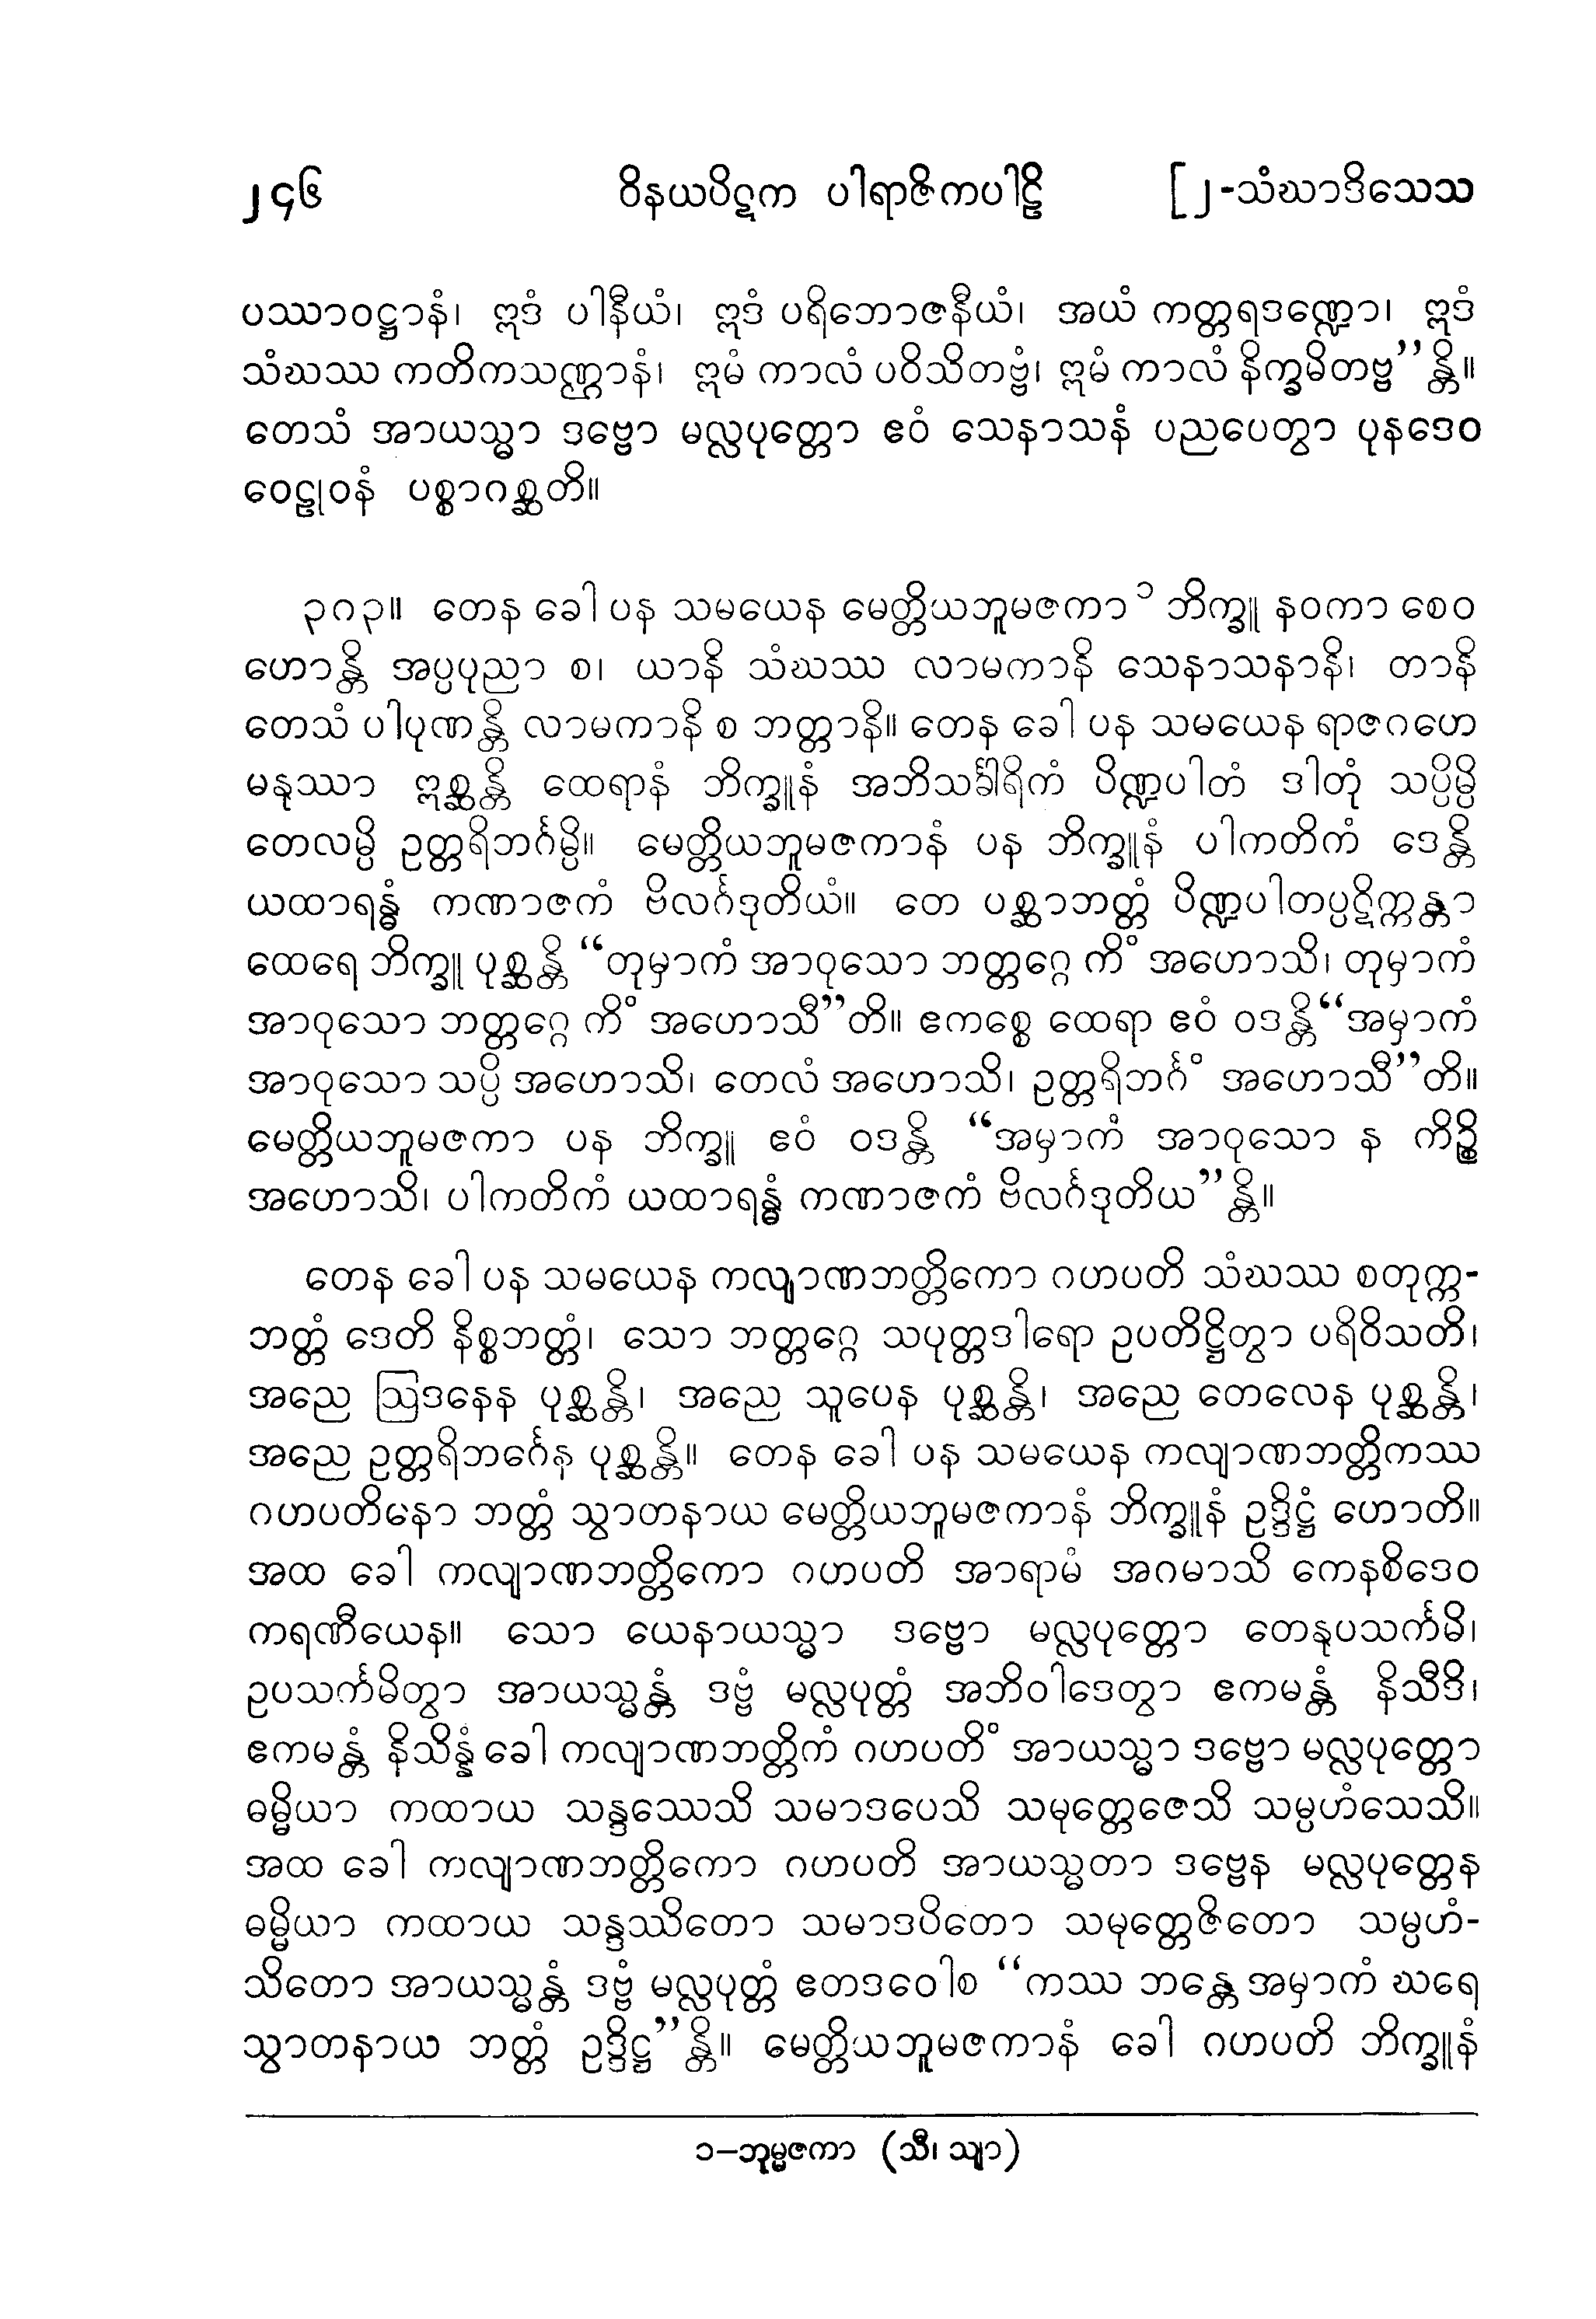 ၂၄၆ ဝိနယပိဋက ပါရာဇိကပါဠိ [၂-သံဃာဒိသေသ
ပဿာဝဋ္ဌာနံ၊ ဣဒံ ပါနီယံ၊ ဣဒံ ပရိဘောဇနီယံ၊ အယံ ကတ္တရဒဏ္ဍော၊ ဣဒံ
သံဃဿ ကတိကသဏ္ဌာနံ၊ ဣမံ ကာလံ ပဝိသိတဗ္ဗံ၊ ဣမံ ကာလံ နိက္ခမိတဗ္ဗ”န္တိ။
တေသံ အာယသ္မာ ဒဗ္ဗော မလ္လပုတ္တော ဧဝံ သေနာသနံ ပညပေတွာ ပုနဒေဝ
ဝေဠုဝနံ ပစ္စာဂစ္ဆတိ။
၃၈၃။ တေန ခေါ ပန သမယေန မေတ္တိယဘူမဇကာ ၁ ဘိက္ခူ နဝကာ စေဝ
ဟောန္တိ အပ္ပပုညာ စ၊ ယာနိ သံဃဿ လာမကာနိ သေနာသနာနိ၊ တာနိ
တေသံ ပါပုဏန္တိ လာမကာနိ စ ဘတ္တာနိ။ တေန ခေါ ပန သမယေန ရာဇဂဟေ
မနုဿာ ဣစ္ဆန္တိ ထေရာနံ ဘိက္ခူနံ အဘိသင်္ခါရိကံ ပိဏ္ဍပါတံ ဒါတုံ သပ္ပိမ္ပိ
တေလမ္ပိ ဥတ္တရိဘင်္ဂမ္ပိ။ မေတ္တိယဘူမဇကာနံ ပန ဘိက္ခူနံ ပါကတိကံ ဒေန္တိ
ယထာရန္ဓံ ကဏာဇကံ ဗိလင်္ဂဒုတိယံ။ တေ ပစ္ဆာဘတ္တံ ပိဏ္ဍပါတပ္ပဋိက္ကန္တာ
ထေရေ ဘိက္ခူ ပုစ္ဆန္တိ “တုမှာကံ အာဝုသော ဘတ္တဂ္ဂေ ကိံ အဟောသိ၊ တုမှာကံ
အာဝုသော ဘတ္တဂ္ဂေ ကိံ အဟောသီ”တိ။ ဧကစ္စေ ထေရာ ဧဝံ ဝဒန္တိ “အမှာကံ
အာဝုသော သပ္ပိ အဟောသိ၊ တေလံ အဟောသိ၊ ဥတ္တရိဘင်္ဂံ အဟောသီ”တိ။
မေတ္တိယဘူမဇကာ ပန ဘိက္ခူ ဧဝံ ဝဒန္တိ “အမှာကံ အာဝုသော န ကိဉ္စိ
အဟောသိ၊ ပါကတိကံ ယထာရန္ဓံ ကဏာဇကံ ဗိလင်္ဂဒုတိယ”န္တိ။
တေန ခေါ ပန သမယေန ကလျာဏဘတ္တိကော ဂဟပတိ သံဃဿ စတုက္က-
ဘတ္တံ ဒေတိ နိစ္စဘတ္တံ၊ သော ဘတ္တဂ္ဂေ သပုတ္တဒါရော ဥပတိဋ္ဌိတွာ ပရိဝိသတိ၊
အညေ ဩဒနေန ပုစ္ဆန္တိ၊ အညေ သူပေန ပုစ္ဆန္တိ၊ အညေ တေလေန ပုစ္ဆန္တိ၊
အညေ ဥတ္တရိဘင်္ဂေန ပုစ္ဆန္တိ။ တေန ခေါ ပန သမယေန ကလျာဏဘတ္တိကဿ
ဂဟပတိနော ဘတ္တံ သွာတနာယ မေတ္တိယဘူမဇကာနံ ဘိက္ခူနံ ဥဒ္ဒိဋ္ဌံ ဟောတိ။
အထ ခေါ ကလျာဏဘတ္တိကော ဂဟပတိ အာရာမံ အဂမာသိ ကေနစိဒေဝ
ကရဏီယေန။ သော ယေနာယသ္မာ ဒဗ္ဗော မလ္လပုတ္တော တေနုပသင်္ကမိ၊
ဥပသင်္ကမိတွာ အာယသ္မန္တံ ဒဗ္ဗံ မလ္လပုတ္တံ အဘိဝါဒေတွာ ဧကမန္တံ နိသီဒိ၊
ဧကမန္တံ နိသိန္နံ ခေါ ကလျာဏဘတ္တိကံ ဂဟပတိံ အာယသ္မာ ဒဗ္ဗော မလ္လပုတ္တော
ဓမ္မိယာ ကထာယ သန္ဒဿေသိ သမာဒပေသိ သမုတ္တေဇေသိ သမ္ပဟံသေသိ။
အထ ခေါ ကလျာဏဘတ္တိကော ဂဟပတိ အာယသ္မတာ ဒဗ္ဗေန မလ္လပုတ္တေန
ဓမ္မိယာ ကထာယ သန္ဒဿိတော သမာဒပိတော သမုတ္တေဇိတော သမ္ပဟံ-
သိတော အာယသ္မန္တံ ဒဗ္ဗံ မလ္လပုတ္တံ ဧတဒဝေါစ “ကဿ ဘန္တေ အမှာကံ ဃရေ
သွာတနာယ ဘတ္တံ ဥဒ္ဒိဋ္ဌ”န္တိ။ မေတ္တိယဘူမဇကာနံ ခေါ ဂဟပတိ ဘိက္ခူနံ
၁–ဘုမ္မဇကာ (သီ၊ သျာ)